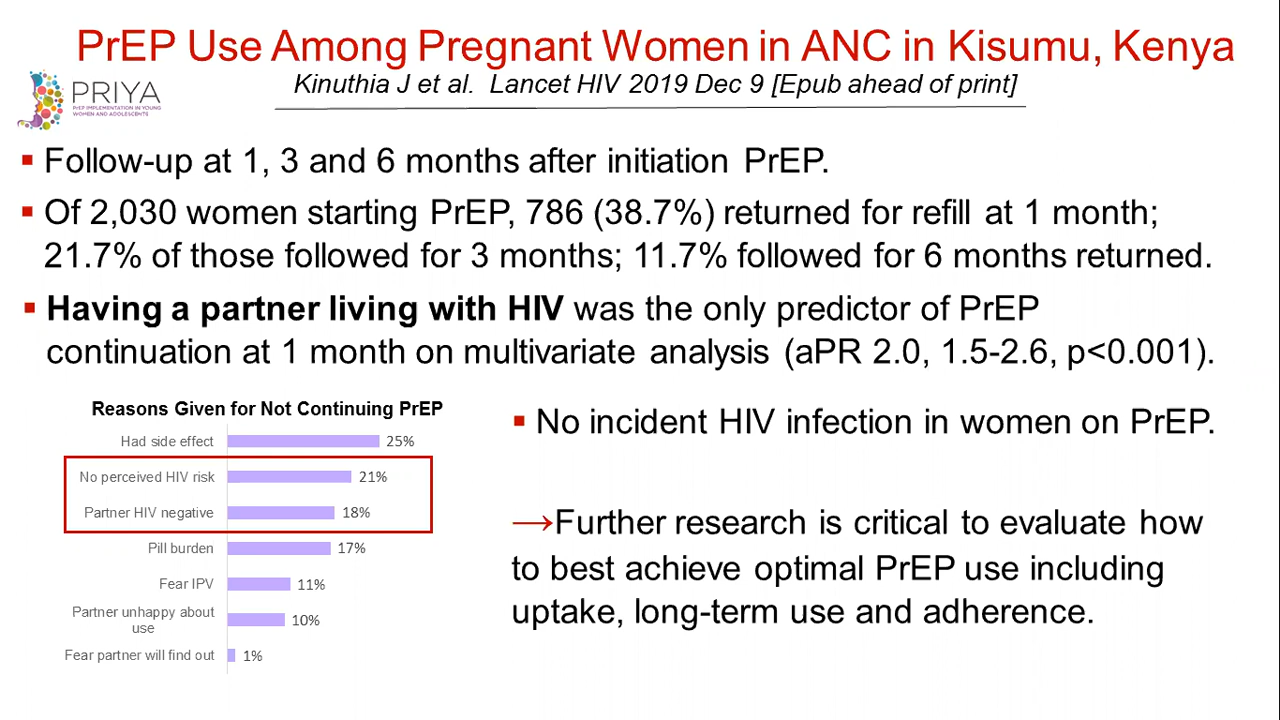 PrEP Use Among Pregnant Women in ANC in Kisumu, Kenya
Kinuthia J et al. Lancet HIV 2019 Dec 9 [Epub ahead of print]
PRIYA
PrEP IMPLEMENTATION IN YOUNG
WOMEN AND ADOLESCENTS
▪ Follow-up at 1, 3 and 6 months after initiation PrEP.
▪ Of 2,030 women starting PrEP, 786 (38.7%) returned for refill at 1 month;
21.7% of those followed for 3 months; 11.7% followed for 6 months returned.
▪ Having a partner living with HIV was the only predictor of PrEP
continuation at 1 month on multivariate analysis (aPR 2.0, 1.5-2.6, p<0.001).
Reasons Given for Not Continuing PrEP
Had side effect 25%
No perceived HIV risk 21%
Partner HIV negative 18%
Pill burden 17%
Fear IPV 11%
Partner unhappy about
use 10%
Fear partner will find out 1%
▪ No incident HIV infection in women on PrEP.
→Further research is critical to evaluate how
to best achieve optimal PrEP use including
uptake, long-term use and adherence.